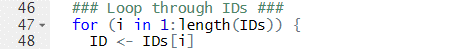 46 ### Loop through IDs ###
47 for (i in 1:length(IDs)) {
48 ID <- IDs[i]